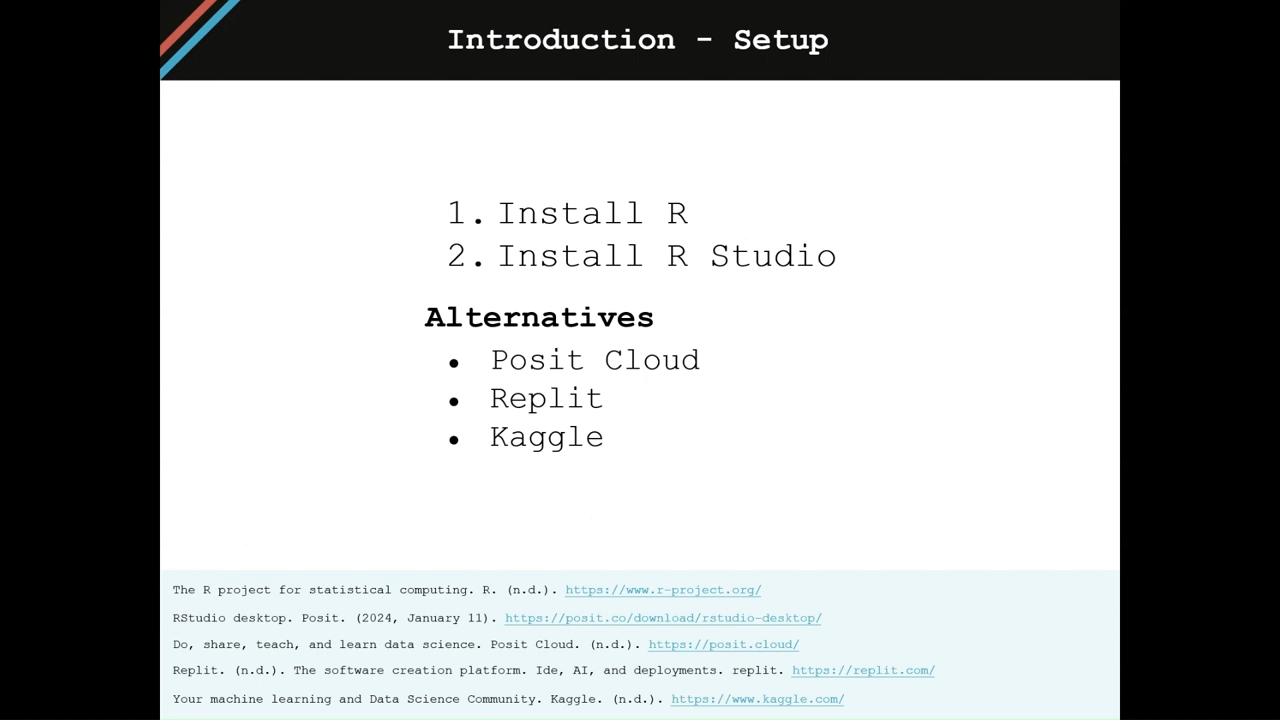 Introduction - Setup
1. Install R
2. Install R Studio
Alternatives
● Posit Cloud
● Replit
● Kaggle
The R project for statistical computing. R. (n.d.). https://www.r-project.org/
RStudio desktop. Posit. (2024, January 11). https://posit.co/download/rstudio-desktop/
Do, share, teach, and learn data science. Posit Cloud. (n.d.). https://posit.cloud/
Replit. (n.d.). The software creation platform. Ide, AI, and deployments. replit. https://replit.com/
Your machine learning and Data Science Community. Kaggle. (n.d.). https://www.kaggle.com/